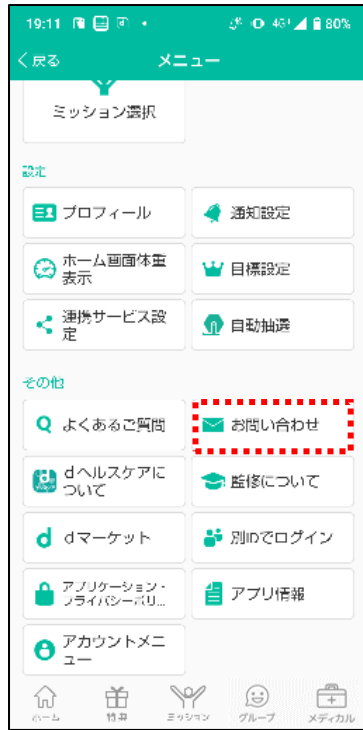 19:11 4G+ 80%
く戻る メニュー
ミッション選択
設定
プロフィール 通知設定
ホーム画面体重
表示
目標設定
連携サービス設
定
自動抽選
その他
よくあるご質問 お問い合わせ
dヘルスケアに
ついて
監修について
dマーケット 別IDでログイン
アプリケーション・
プライバシーポリ...
アプリ情報
アカウントメニ
ュー
ホーム 特典 ミッション グループ メディカル